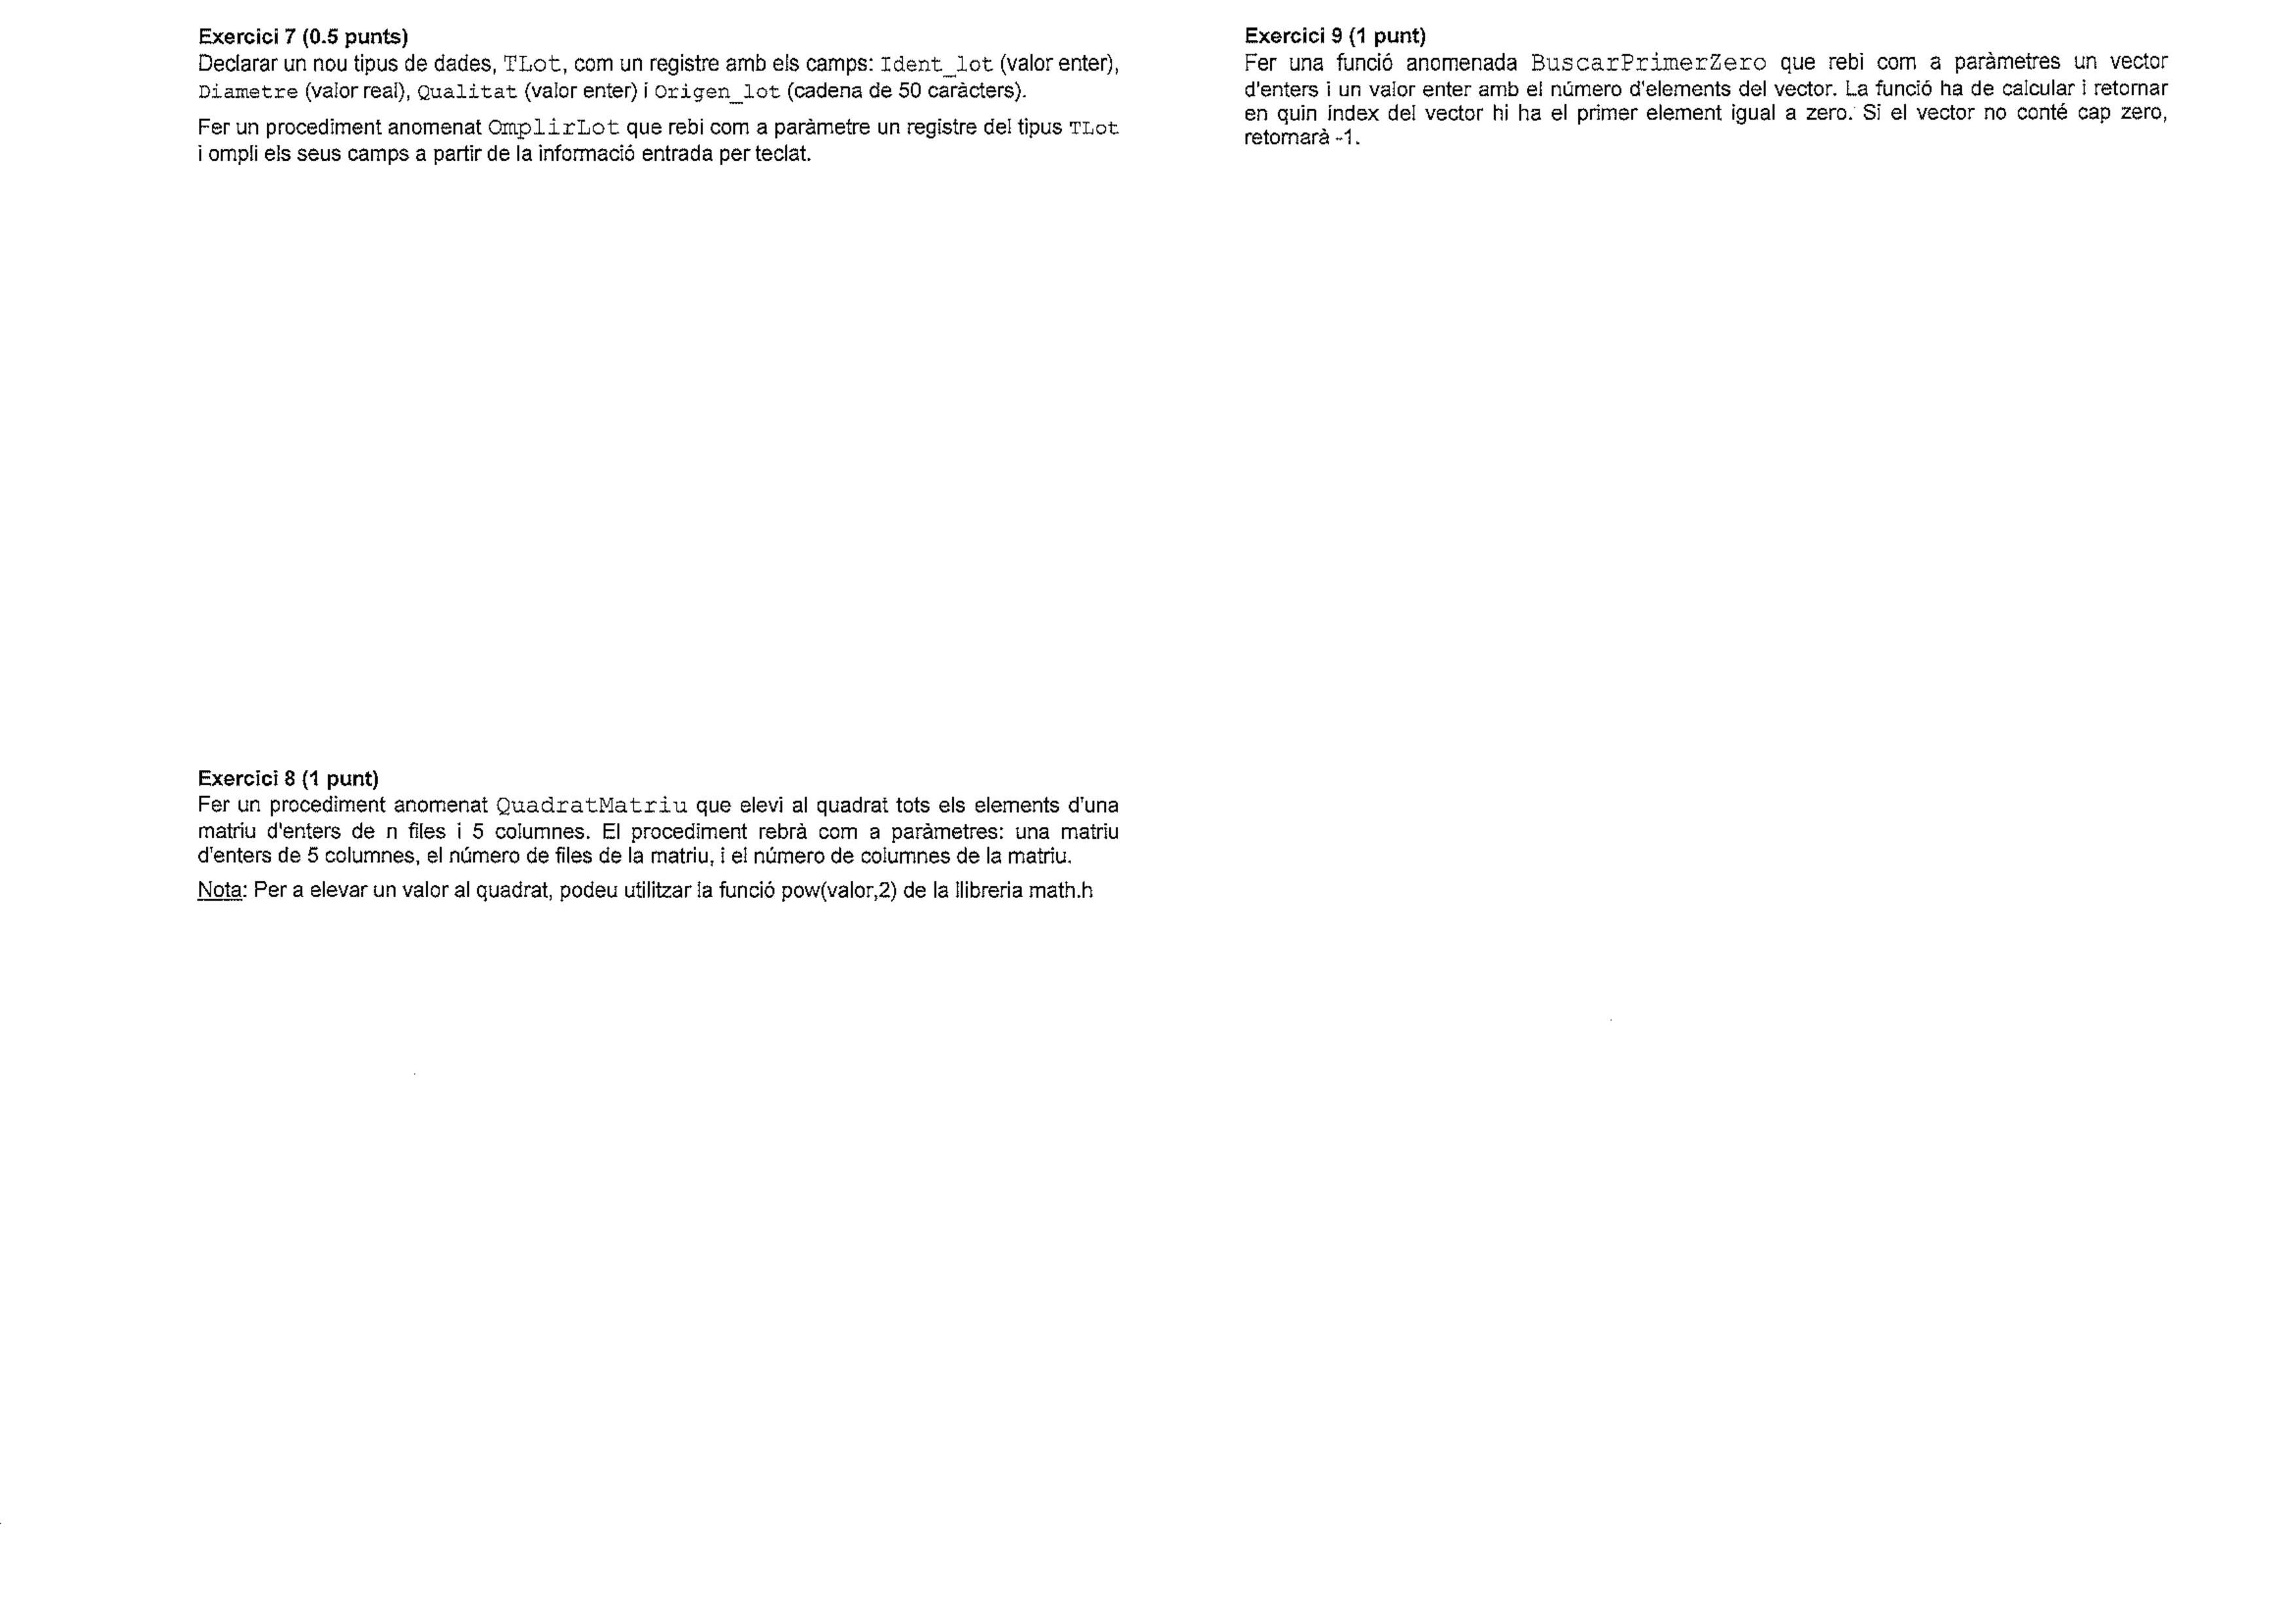 Exercici 7 (0.5 punts)
Declarar un nou tipus de dades, TLot, com un registre amb els camps: Ident_lot (valor enter),
Diametre (valor real), Qualitat (valor enter) i Origen_lot (cadena de 50 caràcters).
Fer un procediment anomenat OmplirLot que rebi com a paràmetre un registre del tipus TLot
i ompli els seus camps a partir de la informació entrada per teclat.
Exercici 8 (1 punt)
Fer un procediment anomenat QuadratMatriu que elevi al quadrat tots els elements d'una
matriu d'enters de n files i 5 columnes. El procediment rebrà com a paràmetres: una matriu
d'enters de 5 columnes, el número de files de la matriu, i el número de columnes de la matriu.
Nota: Per a elevar un valor al quadrat, podeu utilitzar la funció pow(valor,2) de la llibreria math.h
Exercici 9 (1 punt)
Fer una funció anomenada BuscarPrimerZero que rebi com a paràmetres un vector
d'enters i un valor enter amb el número d'elements del vector. La funció ha de calcular i retornar
en quin índex del vector hi ha el primer element igual a zero. Si el vector no conté cap zero,
retornarà -1.